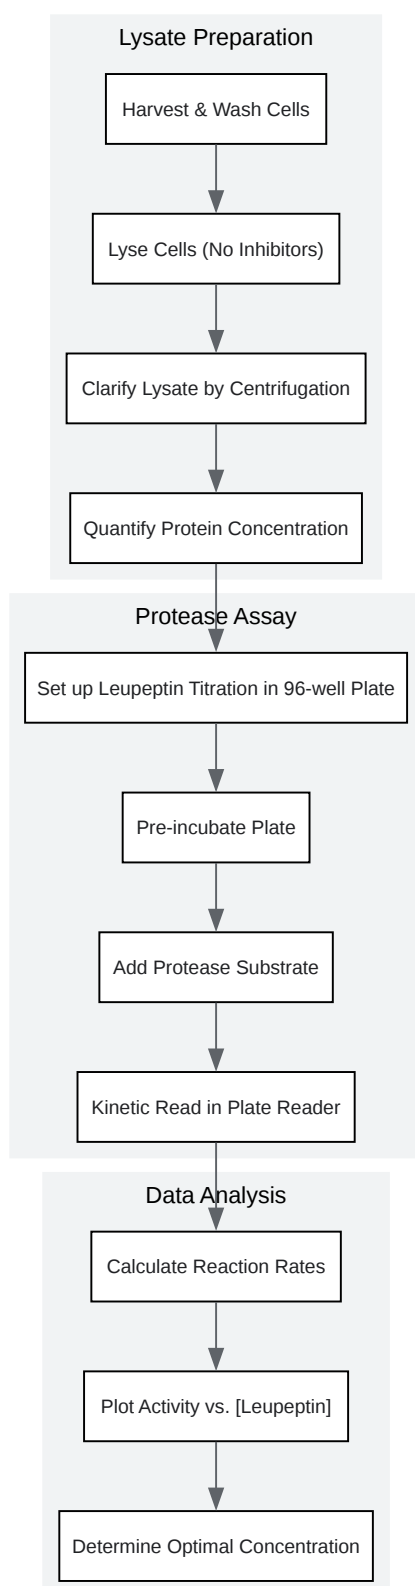 Lysate Preparation
Harvest & Wash Cells
Lyse Cells (No Inhibitors)
Clarify Lysate by Centrifugation
Quantify Protein Concentration
Protease Assay
Set up Leupeptin Titration in 96-well Plate
Pre-incubate Plate
Add Protease Substrate
Kinetic Read in Plate Reader
Data Analysis
Calculate Reaction Rates
Plot Activity vs. [Leupeptin]
Determine Optimal Concentration